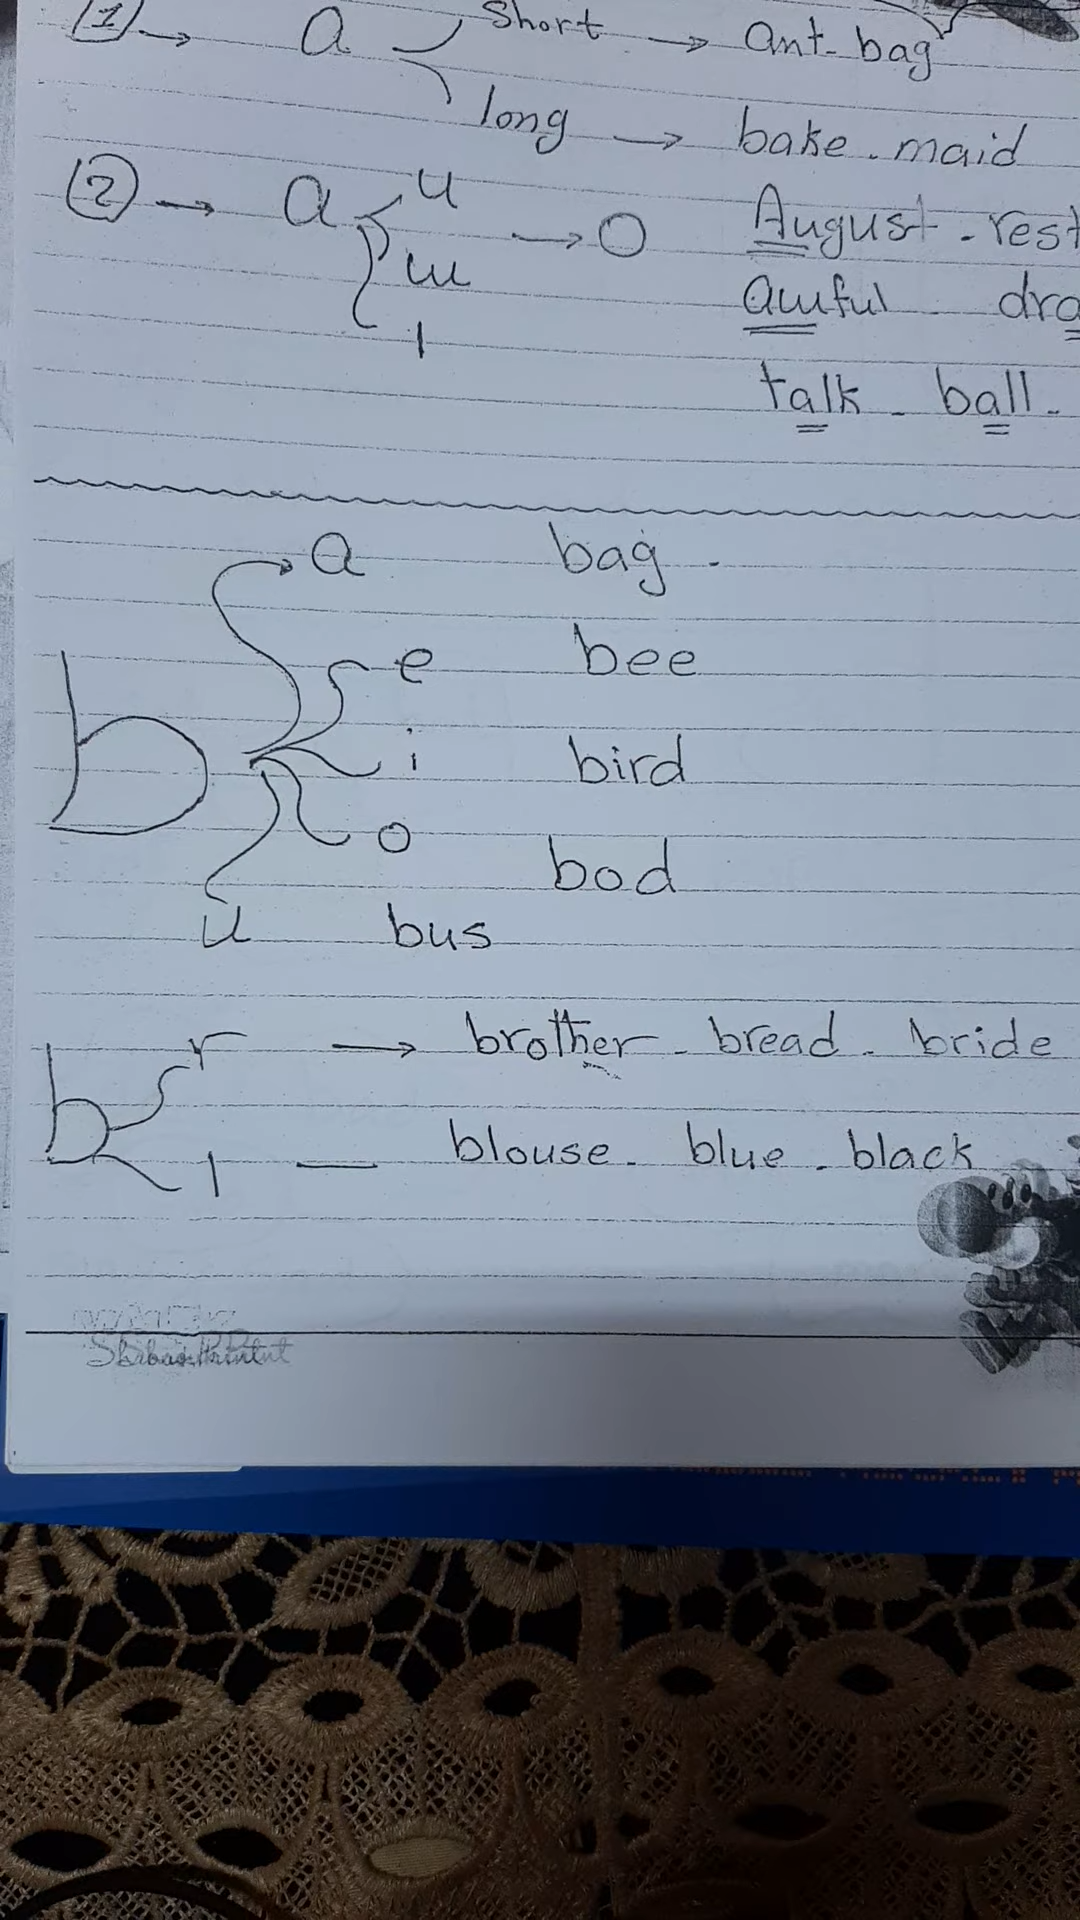 1 → a short → ant - bag
long → bake . maid
2 → a u → O August - rest
w awful dra
l talk - ball -
a bag -
e bee
b i bird
o bod
u bus
r → brother - bread - bride
b
l — blouse - blue - black